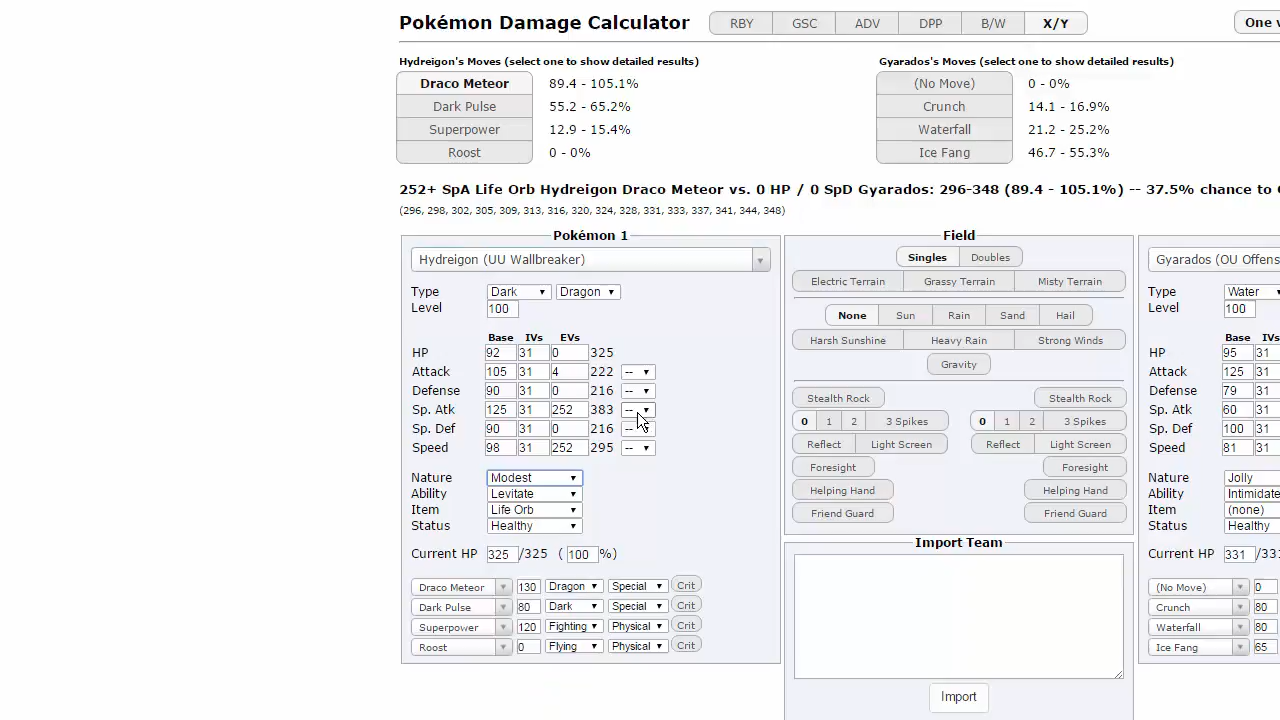 Pokémon Damage Calculator RBY GSC ADV DPP B/W X/Y One v
Hydreigon's Moves (select one to show detailed results) Gyarados's Moves (select one to show detailed results)
Draco Meteor 89.4 - 105.1% (No Move) 0 - 0%
Dark Pulse 55.2 - 65.2% Crunch 14.1 - 16.9%
Superpower 12.9 - 15.4% Waterfall 21.2 - 25.2%
Roost 0 - 0% Ice Fang 46.7 - 55.3%
252+ SpA Life Orb Hydreigon Draco Meteor vs. 0 HP / 0 SpD Gyarados: 296-348 (89.4 - 105.1%) -- 37.5% chance to
(296, 298, 302, 305, 309, 313, 316, 320, 324, 328, 331, 333, 337, 341, 344, 348)
Pokémon 1
Hydreigon (UU Wallbreaker)
Type Dark Dragon
Level 100
Base IVs EVs
HP 92 31 0 325
Attack 105 31 4 222 --
Defense 90 31 0 216 --
Sp. Atk 125 31 252 383 --
Sp. Def 90 31 0 216 --
Speed 98 31 252 295 --
Nature Modest
Ability Levitate
Item Life Orb
Status Healthy
Current HP 325 /325 ( 100 %)
Draco Meteor 130 Dragon Special Crit
Dark Pulse 80 Dark Special Crit
Superpower 120 Fighting Physical Crit
Roost 0 Flying Physical Crit
Field
Singles Doubles
Electric Terrain Grassy Terrain Misty Terrain
None Sun Rain Sand Hail
Harsh Sunshine Heavy Rain Strong Winds
Gravity
Stealth Rock Stealth Rock
0 1 2 3 Spikes 0 1 2 3 Spikes
Reflect Light Screen Reflect Light Screen
Foresight Foresight
Helping Hand Helping Hand
Friend Guard Friend Guard
Import Team
Import
Gyarados (OU Offens
Type Water
Level 100
Base IVs
HP 95 31
Attack 125 31
Defense 79 31
Sp. Atk 60 31
Sp. Def 100 31
Speed 81 31
Nature Jolly
Ability Intimidate
Item (none)
Status Healthy
Current HP 331 /331
(No Move) 0
Crunch 80
Waterfall 80
Ice Fang 65